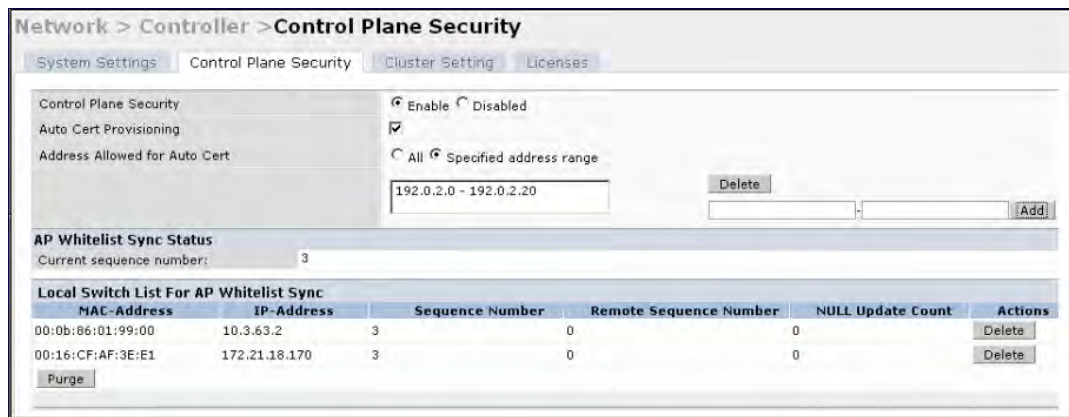 Network > Controller >Control Plane Security
System Settings Control Plane Security Cluster Setting Licenses
Control Plane Security Enable Disabled
Auto Cert Provisioning
Address Allowed for Auto Cert All Specified address range
192.0.2.0 - 192.0.2.20 Delete
- Add
AP Whitelist Sync Status
Current sequence number: 3
Local Switch List For AP Whitelist Sync
MAC-Address IP-Address Sequence Number Remote Sequence Number NULL Update Count Actions
00:0b:86:01:99:00 10.3.63.2 3 0 0 Delete
00:16:CF:AF:3E:E1 172.21.18.170 3 0 0 Delete
Purge